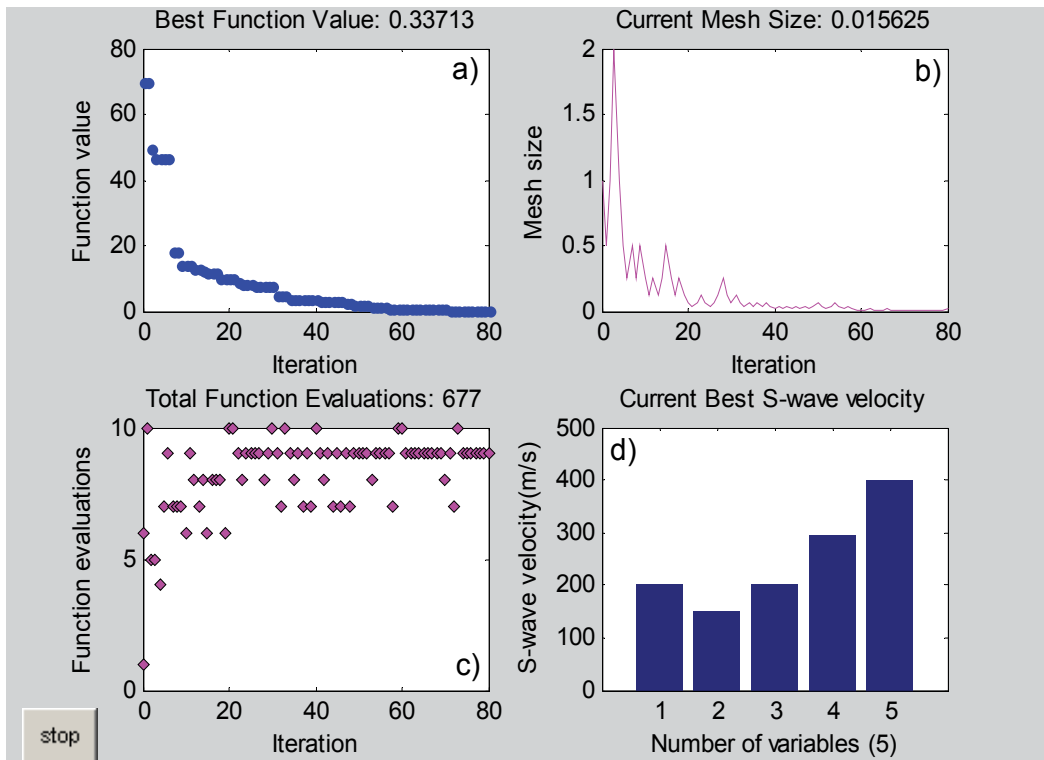 Best Function Value: 0.33713
a)
80
60
40
20
0
0 20 40 60 80
Function value
Iteration
Current Mesh Size: 0.015625
b)
2
1.5
1
0.5
0
0 20 40 60 80
Mesh size
Iteration
Total Function Evaluations: 677
c)
10
5
0
0 20 40 60 80
Function evaluations
Iteration
Current Best S-wave velocity
d)
500
400
300
200
100
0
1 2 3 4 5
S-wave velocity(m/s)
Number of variables (5)
stop